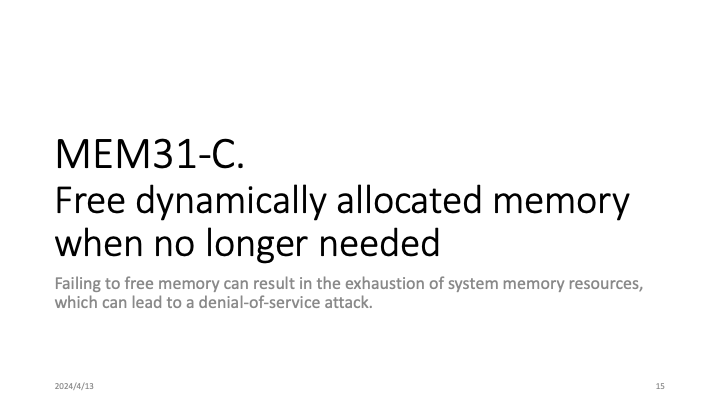 MEM31-C.
Free dynamically allocated memory
when no longer needed
Failing to free memory can result in the exhaustion of system memory resources,
which can lead to a denial-of-service attack.
2024/4/13
15